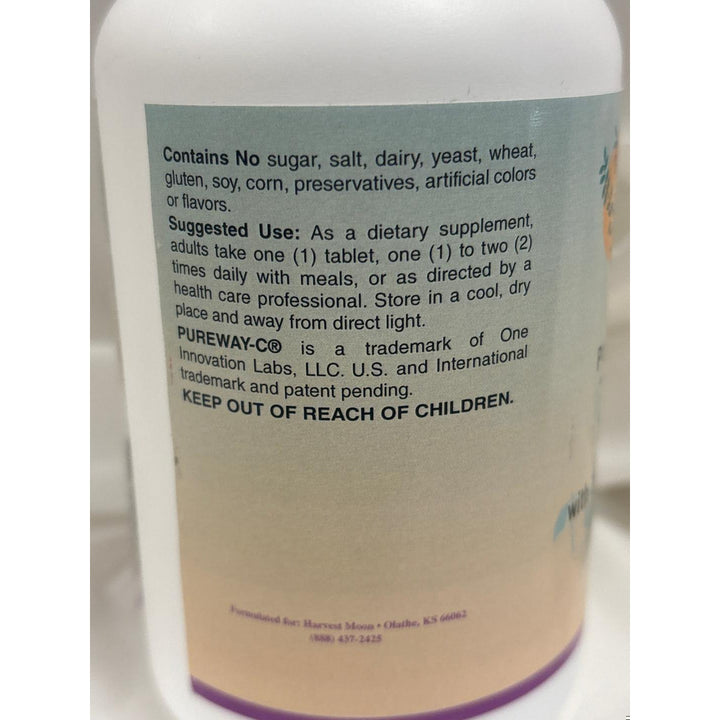 Contains No sugar, salt, dairy, yeast, wheat,
gluten, soy, corn, preservatives, artificial colors
or flavors.
Suggested Use: As a dietary supplement,
adults take one (1) tablet, one (1) to two (2)
times daily with meals, or as directed by a
health care professional. Store in a cool, dry
place and away from direct light.
PUREWAY-C® is a trademark of One
Innovation Labs, LLC. U.S. and International
trademark and patent pending.
KEEP OUT OF REACH OF CHILDREN.
with
Formulated for: Harvest Moon • Olathe, KS 66062
(888) 437-2425